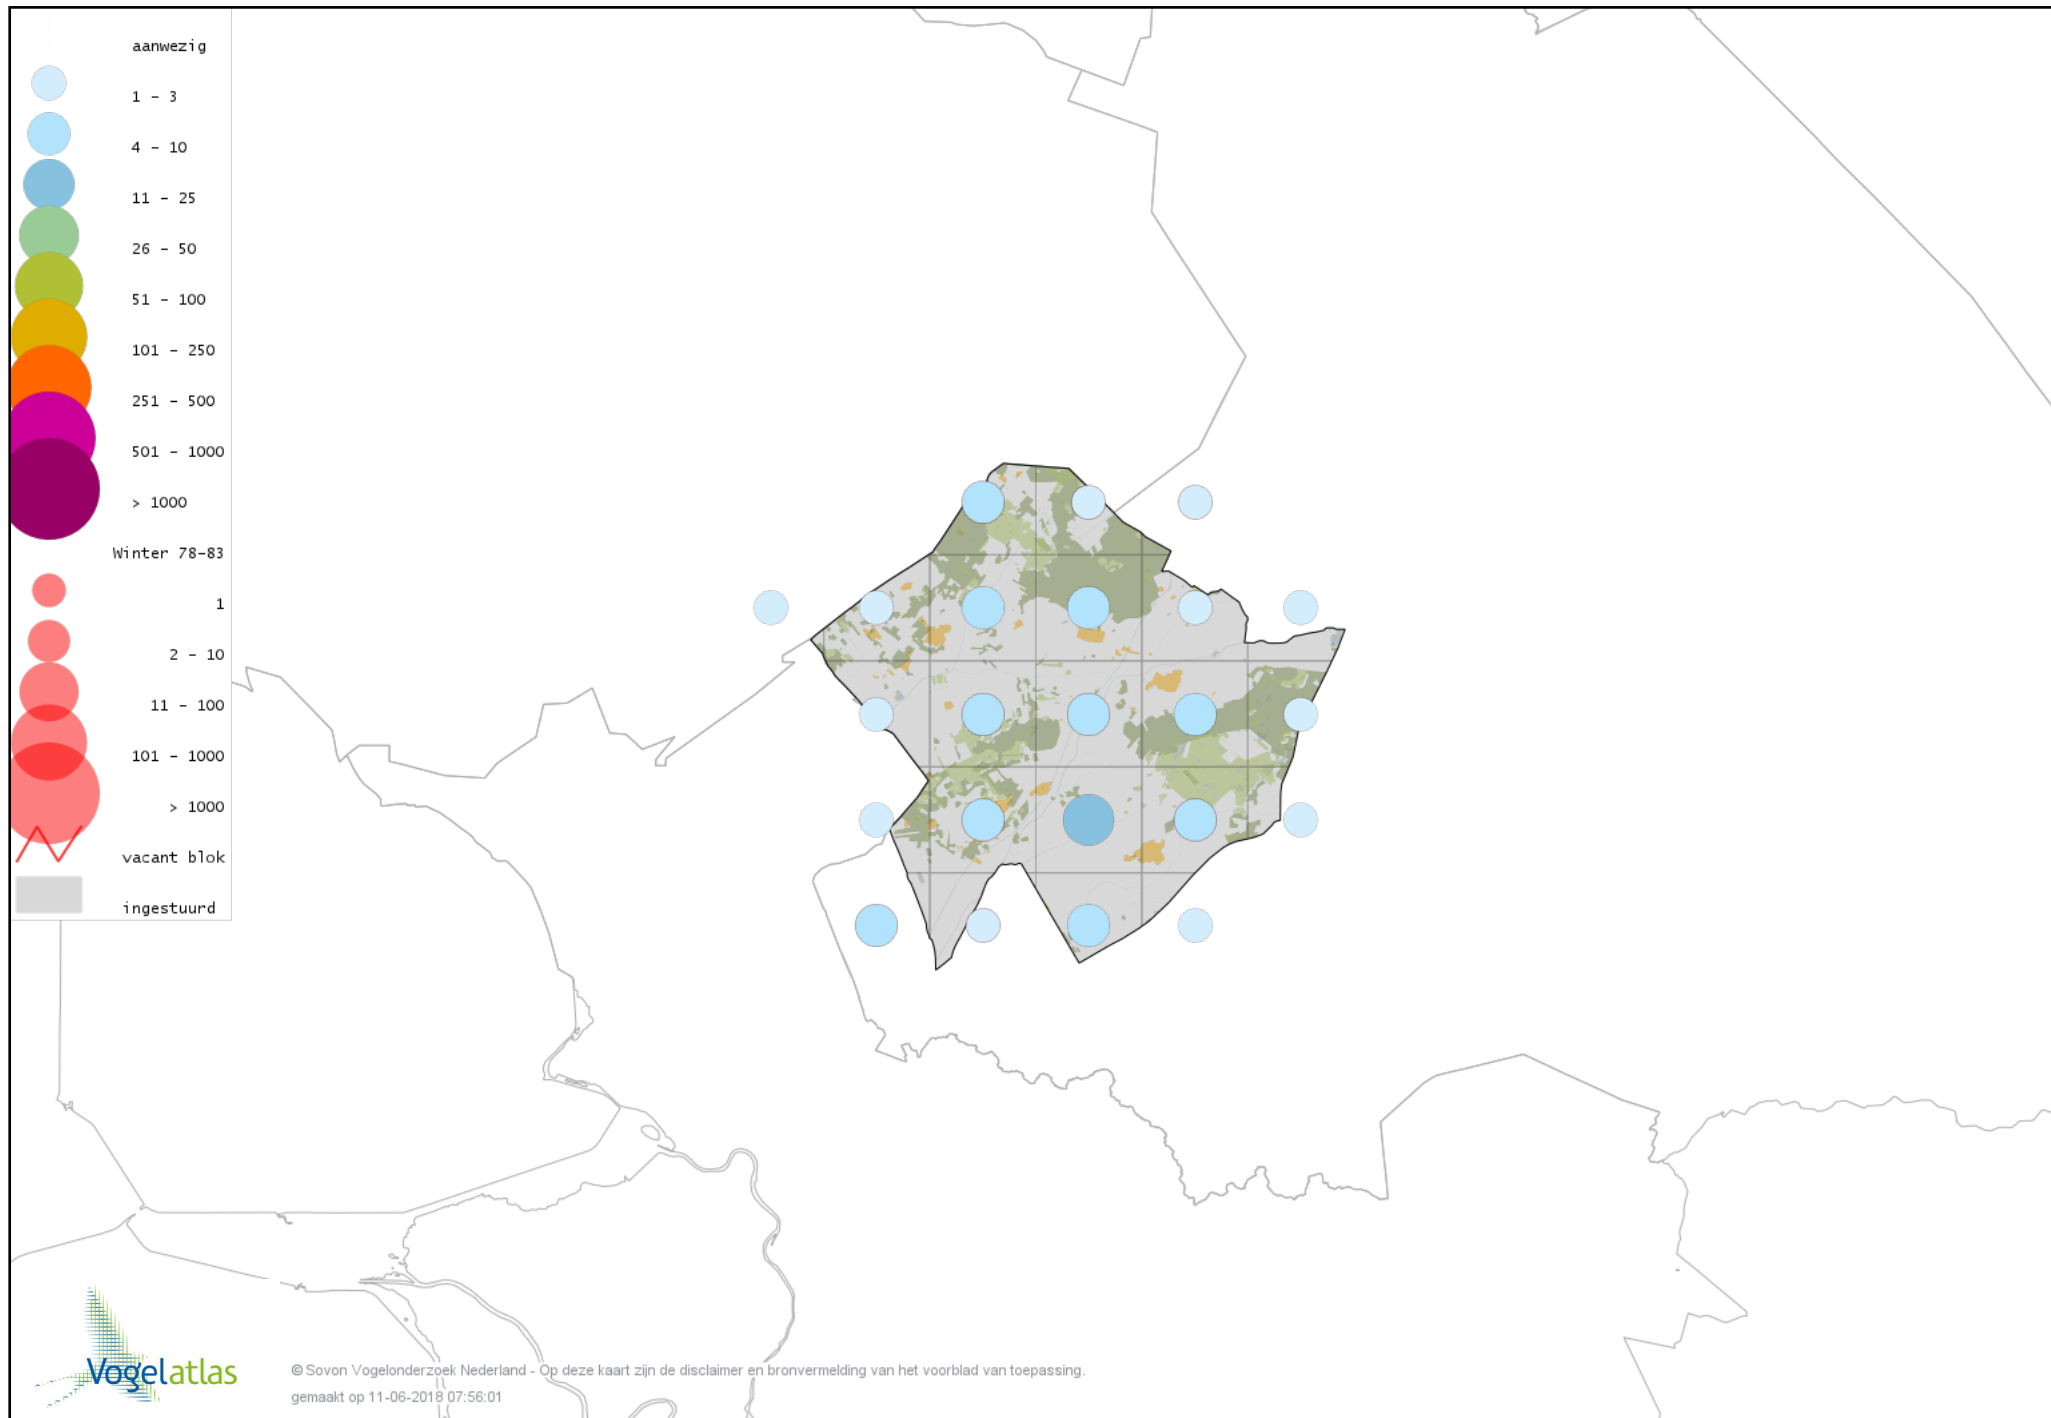 aanwezig
1 - 3
4 - 10
11 - 25
26 - 50
51 - 100
101 - 250
251 - 500
501 - 1000
> 1000
Winter 78-83
1
2 - 10
11 - 100
101 - 1000
> 1000
vacant blok
ingestuurd
Vogelatlas
© Sovon Vogelonderzoek Nederland - Op deze kaart zijn de disclaimer en bronvermelding van het voorblad van toepassing.
gemaakt op 11-06-2018 07:56:01